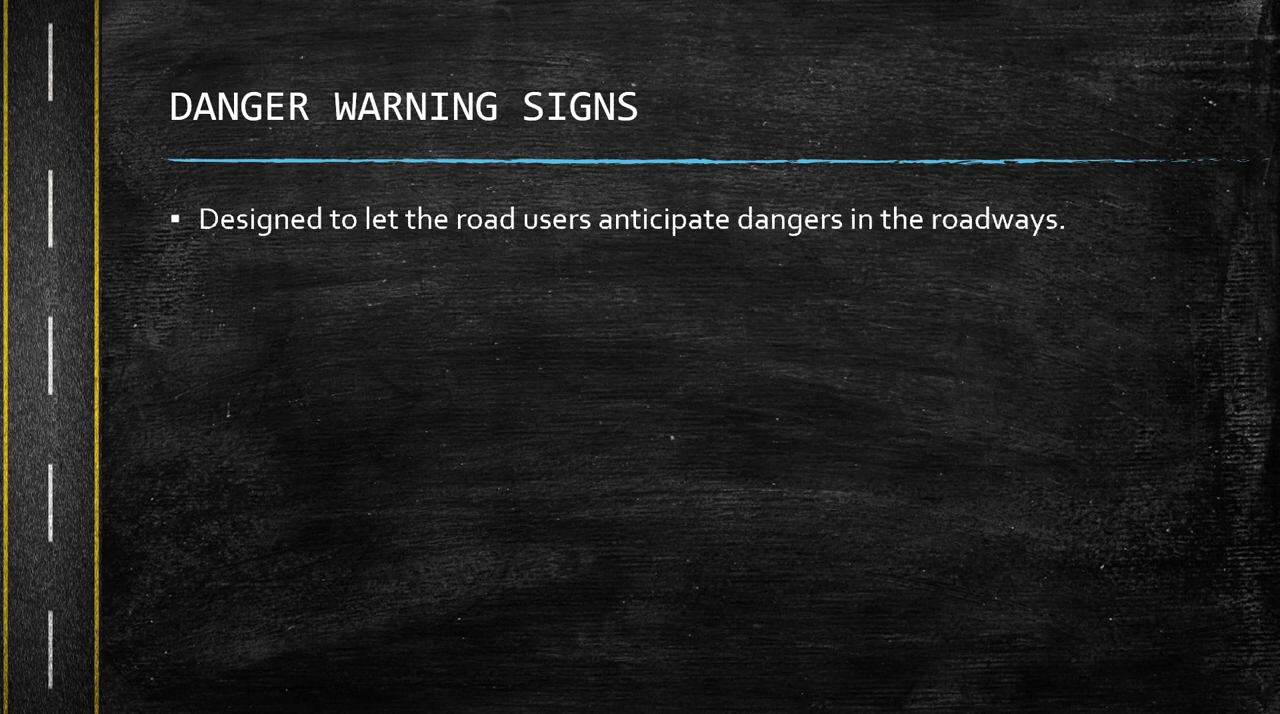 DANGER WARNING SIGNS
▪ Designed to let the road users anticipate dangers in the roadways.